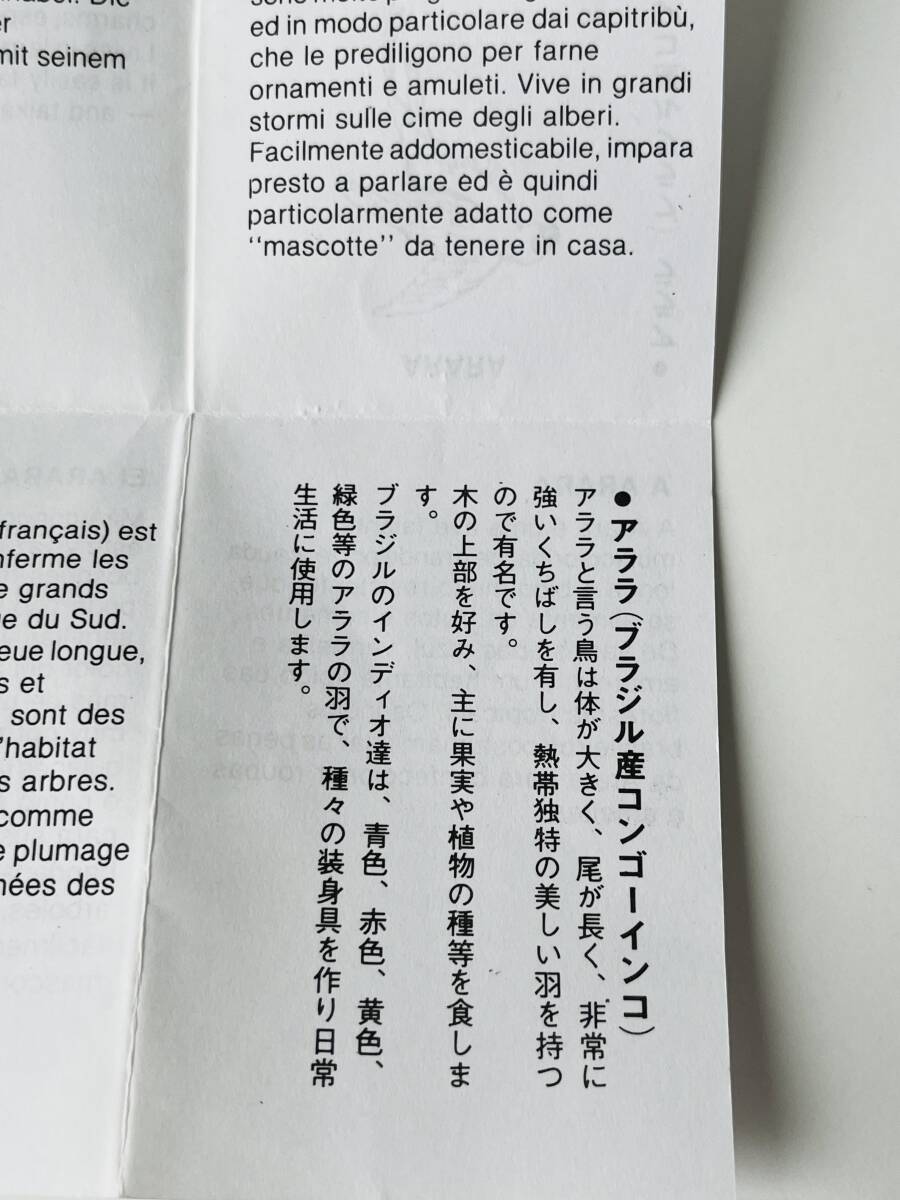 mit seinem
ed in modo particolare dai capitribù,
che le prediligono per farne
ornamenti e amuleti. Vive in grandi
stormi sulle cime degli alberi.
Facilmente addomesticabile, impara
presto a parlare ed è quindi
particolarmente adatto come
“mascotte” da tenere in casa.
français) est
nferme les
e grands
ue du Sud.
eue longue,
s et
sont des
'habitat
s arbres.
comme
e plumage
nées des
●アララ(ブラジル産コンゴーインコ)
アララと言う鳥は体が大きく、尾が長く、非常に
強いくちばしを有し、熱帯独特の美しい羽を持つ
ので有名です。
木の上部を好み、主に果実や植物の種等を食しま
す。
ブラジルのインディオ達は、青色、赤色、黄色、
緑色等のアララの羽で、種々の装身具を作り日常
生活に使用します。
ARARA
A ARARA
El ARARA